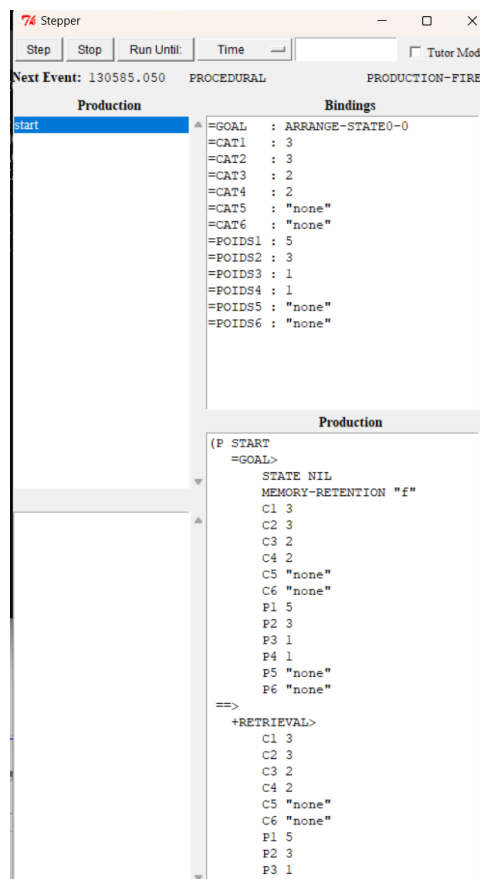 Stepper
Step Stop Run Until: Time Tutor Mod
Next Event: 130585.050 PROCEDURAL PRODUCTION-FIRE
Production
start
Bindings
=GOAL : ARRANGE-STATE0-0
=CAT1 : 3
=CAT2 : 3
=CAT3 : 2
=CAT4 : 2
=CAT5 : "none"
=CAT6 : "none"
=POIDS1 : 5
=POIDS2 : 3
=POIDS3 : 1
=POIDS4 : 1
=POIDS5 : "none"
=POIDS6 : "none"
Production
(P START
=GOAL>
STATE NIL
MEMORY-RETENTION "f"
C1 3
C2 3
C3 2
C4 2
C5 "none"
C6 "none"
P1 5
P2 3
P3 1
P4 1
P5 "none"
P6 "none"
==>
+RETRIEVAL>
C1 3
C2 3
C3 2
C4 2
C5 "none"
C6 "none"
P1 5
P2 3
P3 1